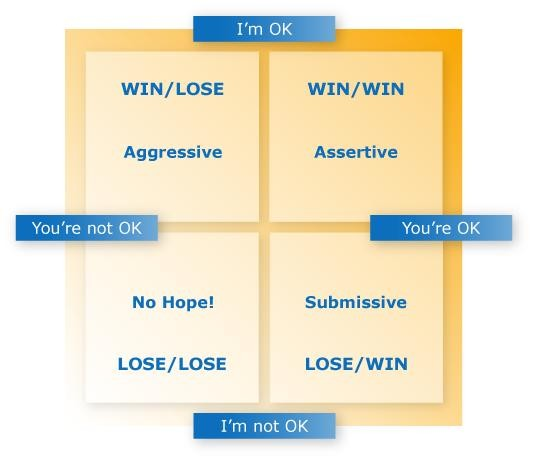 I’m OK
WIN/LOSE
WIN/WIN
Aggressive
Assertive
You’re not OK
You’re OK
No Hope!
Submissive
LOSE/LOSE
LOSE/WIN
I’m not OK